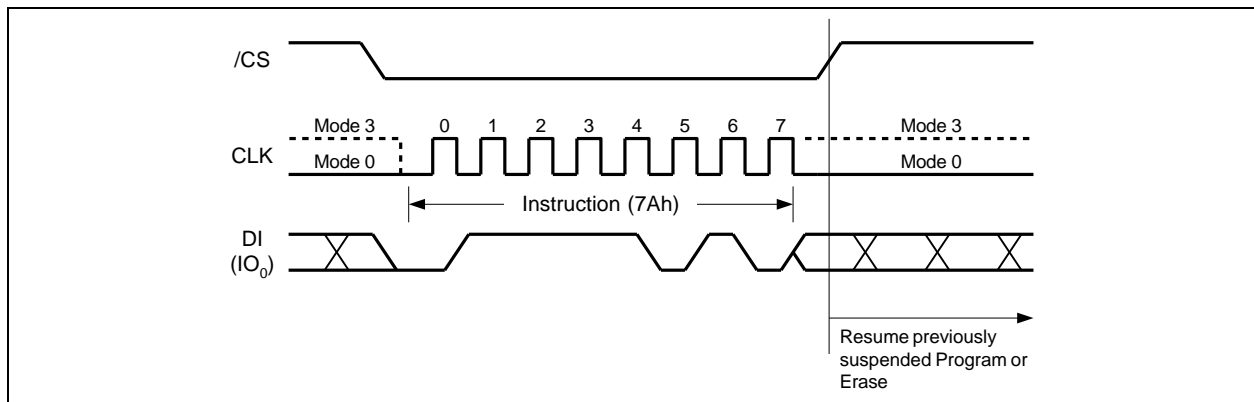 /CS
Mode 3 0 1 2 3 4 5 6 7 Mode 3
CLK
Mode 0 Mode 0
Instruction (7Ah)
DI
(IO₀)
Resume previously
suspended Program or
Erase